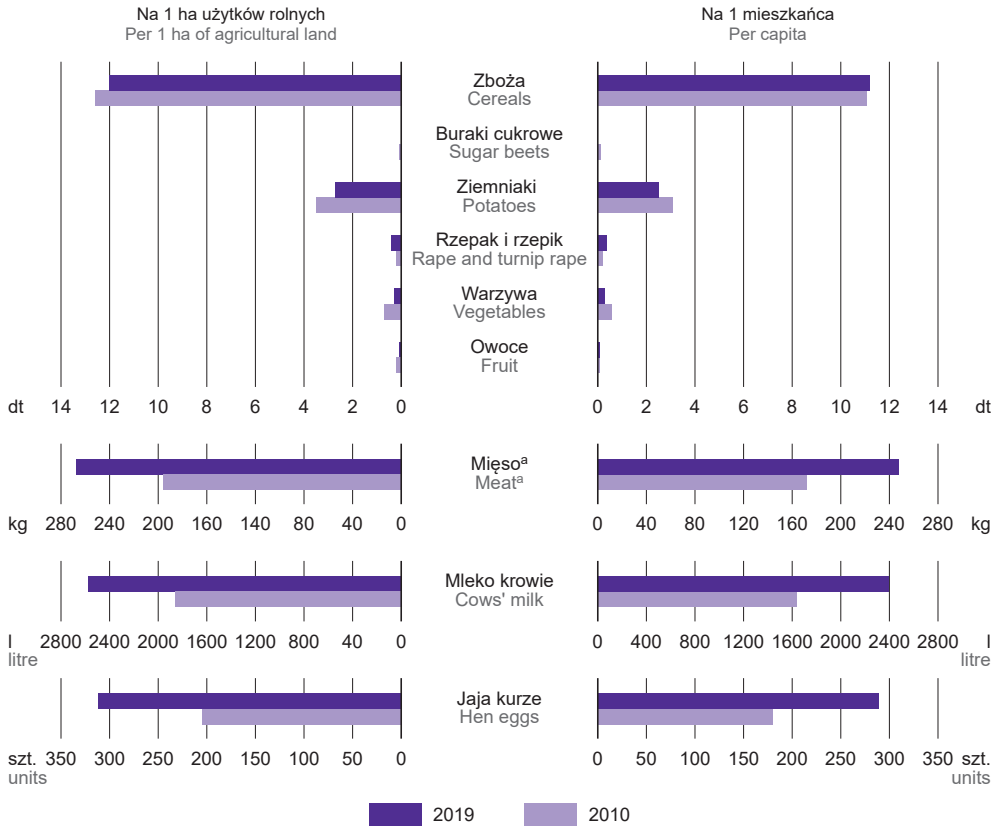 Na 1 ha użytków rolnych
Per 1 ha of agricultural land
Na 1 mieszkańca
Per capita
Zboża
Cereals
Buraki cukrowe
Sugar beets
Ziemniaki
Potatoes
Rzepak i rzepik
Rape and turnip rape
Warzywa
Vegetables
Owoce
Fruit
dt 14 12 10 8 6 4 2 0
0 2 4 6 8 10 12 14 dt
Mięsoᵃ
Meatᵃ
kg 280 240 200 160 120 80 40 0
0 40 80 120 160 200 240 280 kg
Mleko krowie
Cows' milk
l 2800 2400 2000 1600 1200 80 40 0
litre
0 400 800 1200 1600 2000 2400 2800 l
litre
Jaja kurze
Hen eggs
szt. 350 300 250 200 150 100 50 0
units
0 50 100 150 200 250 300 350 szt.
units
2019 2010